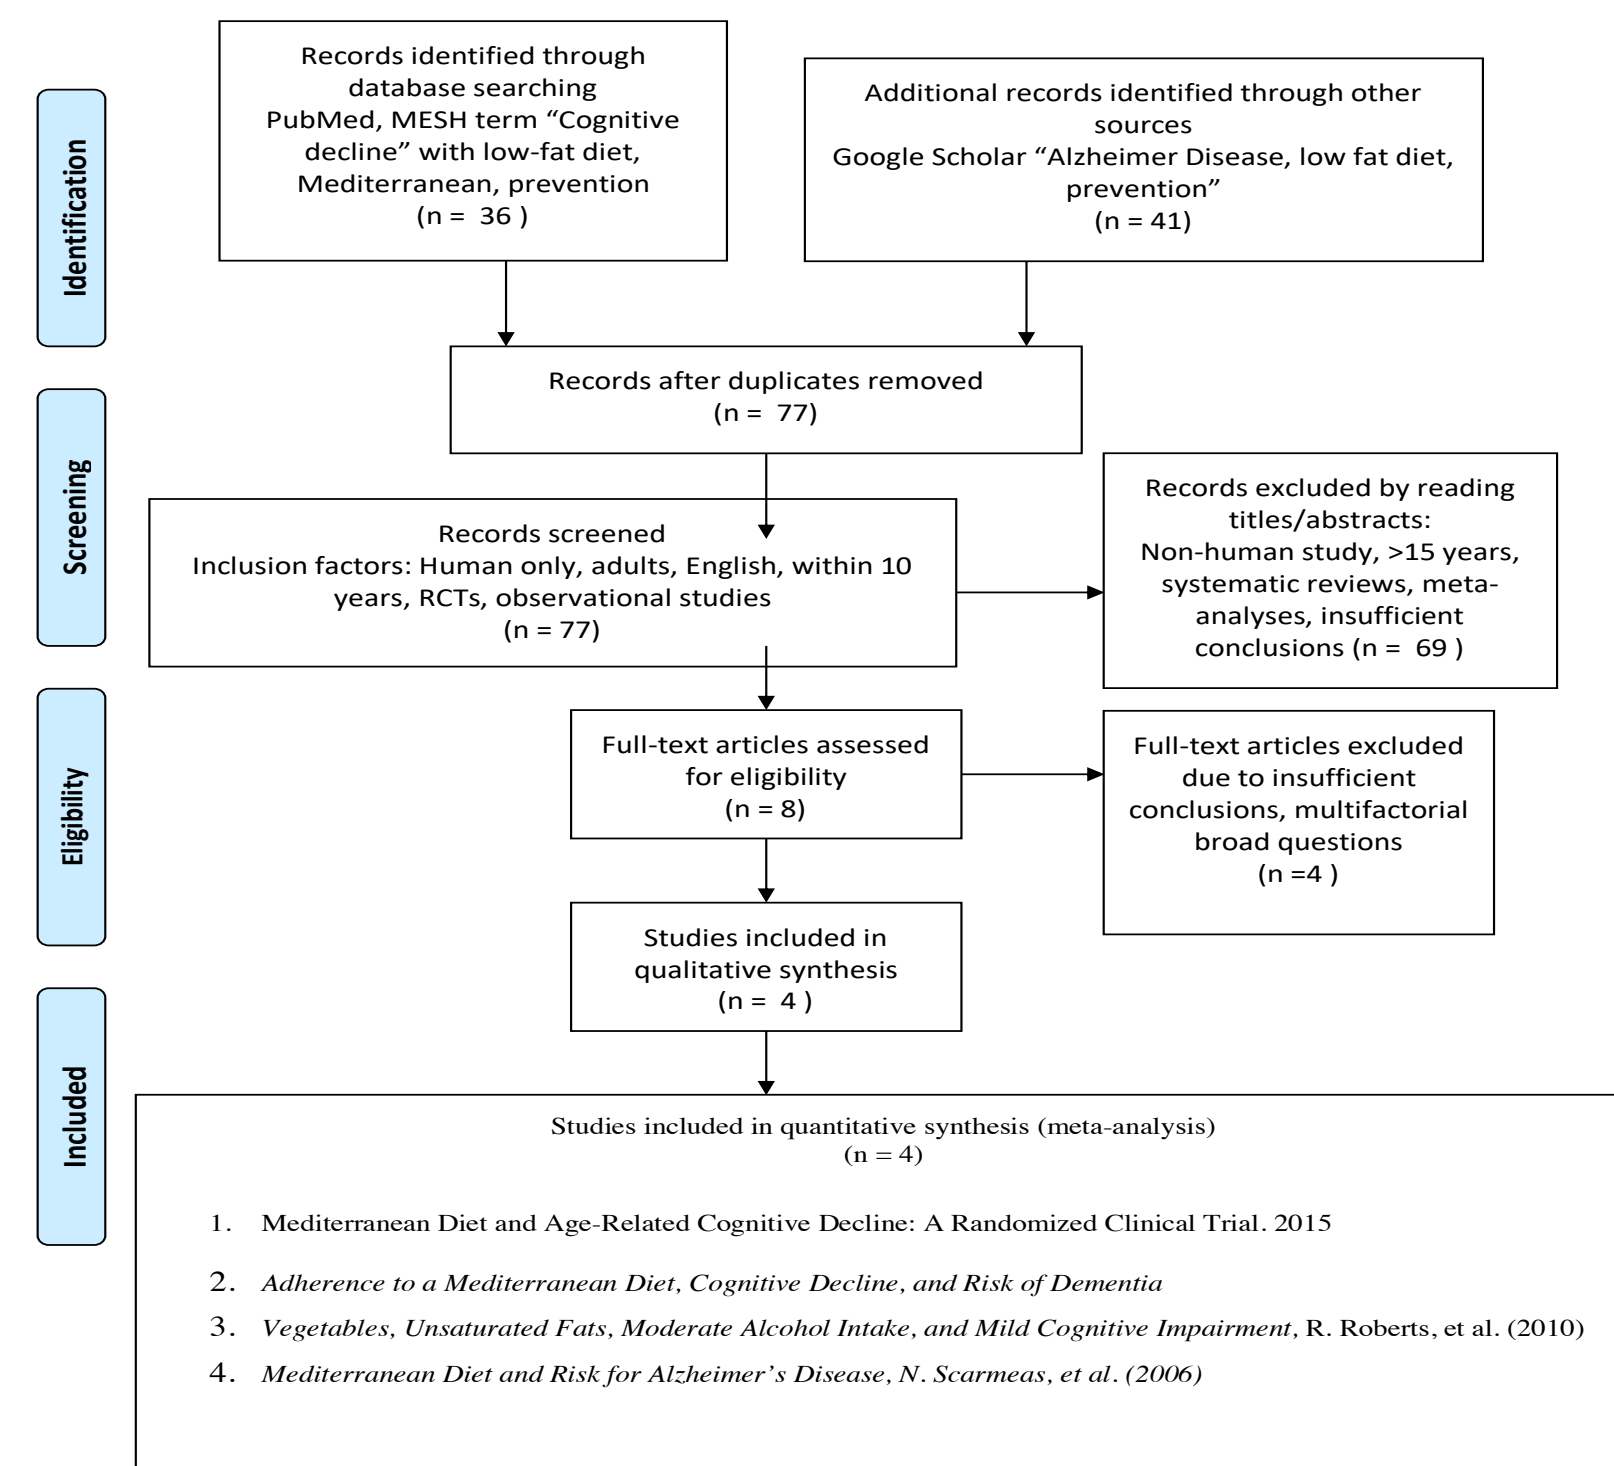 Identification
Records identified through
database searching
PubMed, MESH term “Cognitive
decline” with low-fat diet,
Mediterranean, prevention
(n =  36 )
Additional records identified through other
sources
Google Scholar “Alzheimer Disease, low fat diet,
prevention”
(n = 41)
Records after duplicates removed
(n =  77)
Screening
Records screened
Inclusion factors: Human only, adults, English, within 10
years, RCTs, observational studies
(n = 77)
Records excluded by reading
titles/abstracts:
Non-human study, >15 years,
systematic reviews, meta-
analyses, insufficient
conclusions (n =  69 )
Eligibility
Full-text articles assessed
for eligibility
(n = 8)
Full-text articles excluded
due to insufficient
conclusions, multifactorial
broad questions
(n =4 )
Studies included in
qualitative synthesis
(n =  4 )
Included
Studies included in quantitative synthesis (meta-analysis)
(n = 4)
1. Mediterranean Diet and Age-Related Cognitive Decline: A Randomized Clinical Trial. 2015
2. Adherence to a Mediterranean Diet, Cognitive Decline, and Risk of Dementia
3. Vegetables, Unsaturated Fats, Moderate Alcohol Intake, and Mild Cognitive Impairment, R. Roberts, et al. (2010)
4. Mediterranean Diet and Risk for Alzheimer’s Disease, N. Scarmeas, et al. (2006)